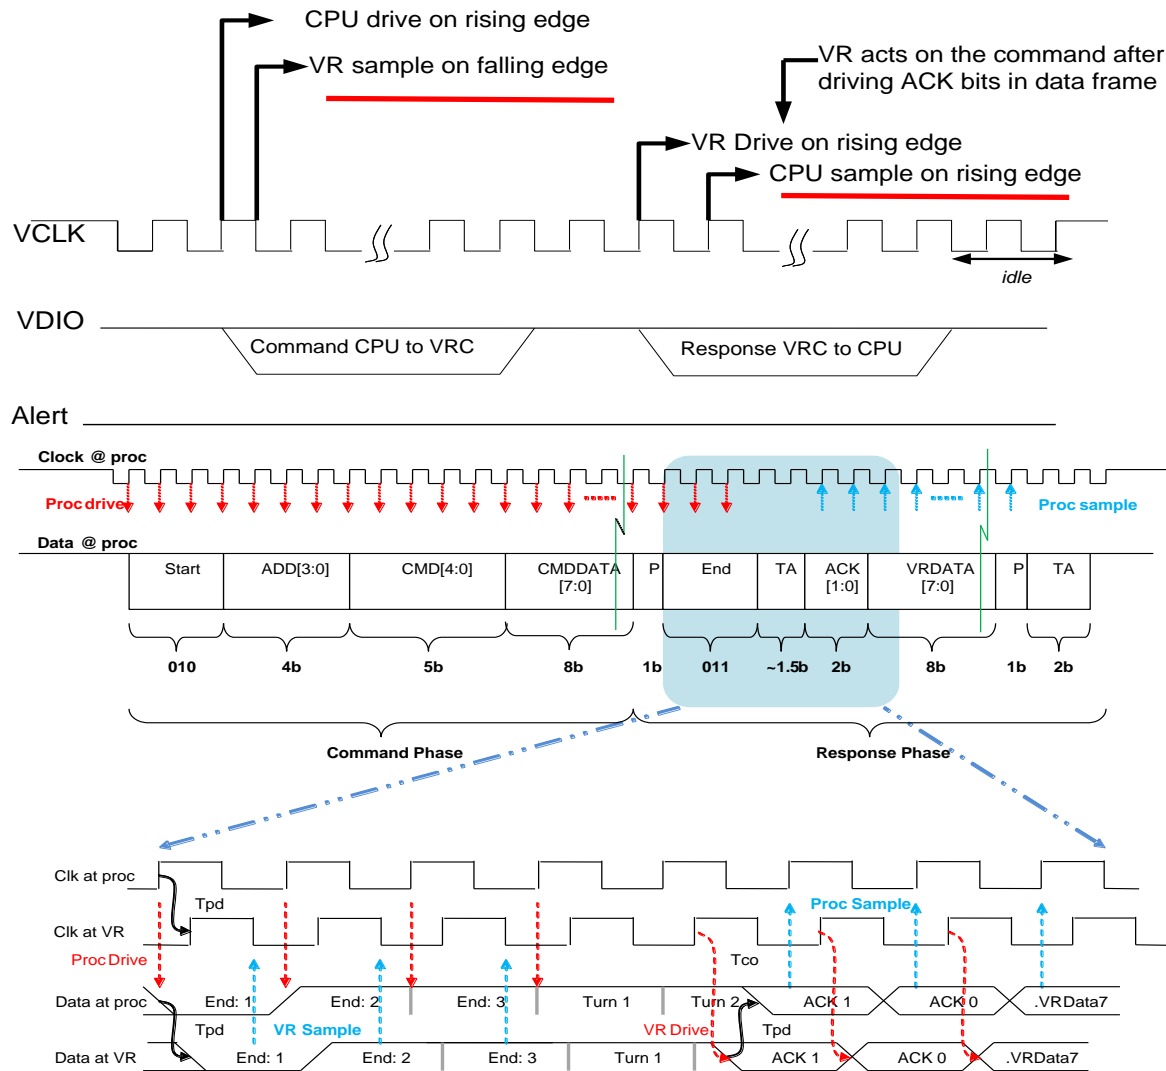 CPU drive on rising edge
VR sample on falling edge
VR acts on the command after
driving ACK bits in data frame
VR Drive on rising edge
CPU sample on rising edge
VCLK
idle
VDIO
Command CPU to VRC
Response VRC to CPU
Alert
Clock @ proc
Proc drive
Proc sample
Data @ proc
Start
ADD[3:0]
CMD[4:0]
CMDDATA
[7:0]
P
End
TA
ACK
[1:0]
VRDATA
[7:0]
P
TA
010
4b
5b
8b
1b
011
~1.5b
2b
8b
1b
2b
Command Phase
Response Phase
Clk at proc
Tpd
Proc Sample
Clk at VR
Proc Drive
Tco
Data at proc
End: 1
End: 2
End: 3
Turn 1
Turn 2
ACK 1
ACK 0
.VRData7
Tpd
VR Sample
VR Drive
Tpd
Data at VR
End: 1
End: 2
End: 3
Turn 1
ACK 1
ACK 0
.VRData7